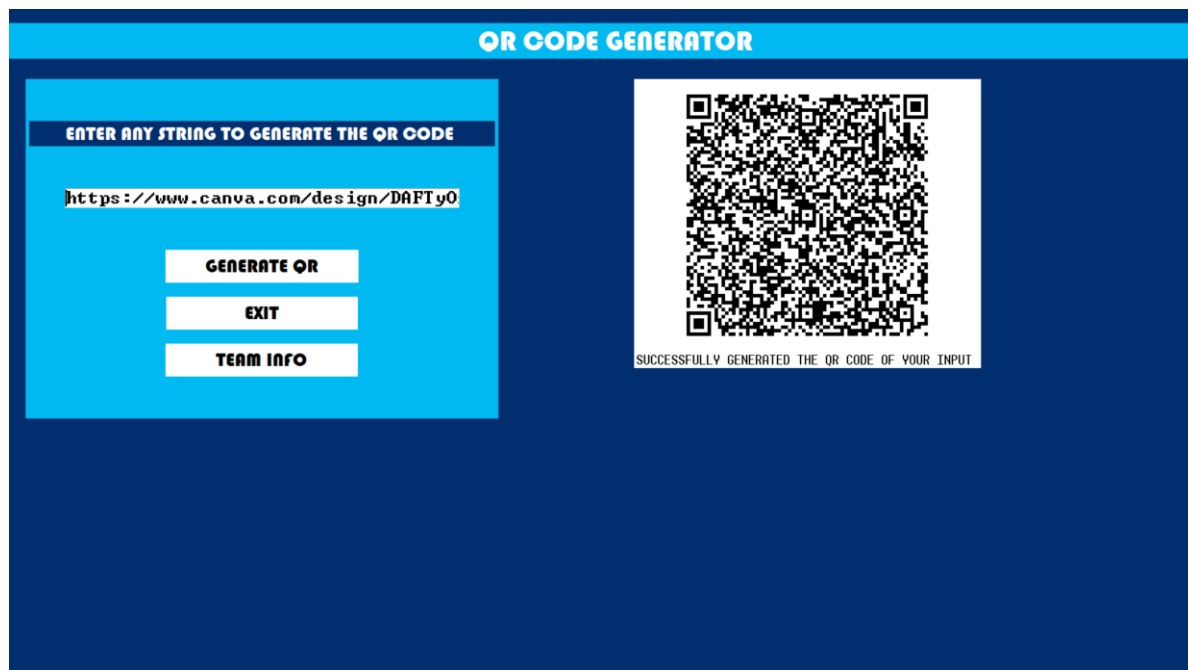 QR CODE GENERATOR
ENTER ANY STRING TO GENERATE THE QR CODE
https://www.canva.com/design/DAFTyO
GENERATE QR
EXIT
TEAM INFO
SUCCESSFULLY GENERATED THE QR CODE OF YOUR INPUT